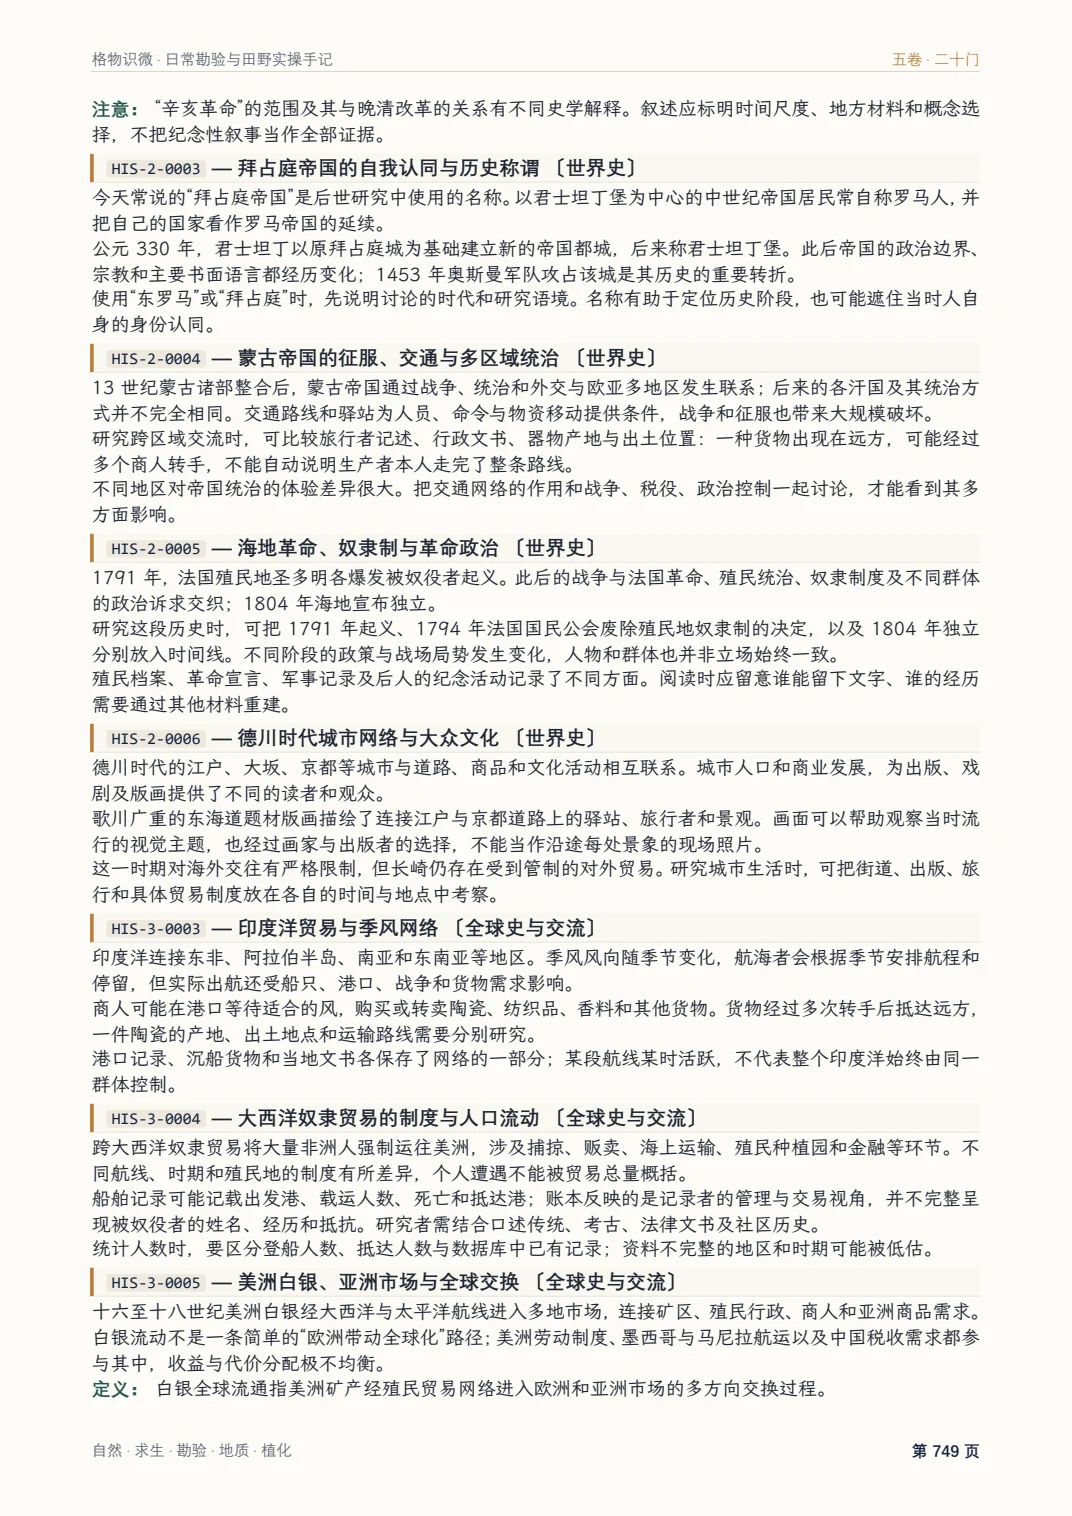 格物识微 · 日常勘验与田野实操手记
五卷 · 二十门
注意： “辛亥革命”的范围及其与晚清改革的关系有不同史学解释。叙述应标明时间尺度、地方材料和概念选
择，不把纪念性叙事当作全部证据。
HIS-2-0003 — 拜占庭帝国的自我认同与历史称谓 〔世界史〕
今天常说的“拜占庭帝国”是后世研究中使用的名称。以君士坦丁堡为中心的中世纪帝国居民常自称罗马人，并
把自己的国家看作罗马帝国的延续。
公元 330 年，君士坦丁以原拜占庭城为基础建立新的帝国都城，后来称君士坦丁堡。此后帝国的政治边界、
宗教和主要书面语言都经历变化；1453 年奥斯曼军队攻占该城是其历史的重要转折。
使用“东罗马”或“拜占庭”时，先说明讨论的时代和研究语境。名称有助于定位历史阶段，也可能遮住当时人自
身的身份认同。
HIS-2-0004 — 蒙古帝国的征服、交通与多区域统治 〔世界史〕
13 世纪蒙古诸部整合后，蒙古帝国通过战争、统治和外交与欧亚多地区发生联系；后来的各汗国及其统治方
式并不完全相同。交通路线和驿站为人员、命令与物资移动提供条件，战争和征服也带来大规模破坏。
研究跨区域交流时，可比较旅行者记述、行政文书、器物产地与出土位置：一种货物出现在远方，可能经过
多个商人转手，不能自动说明生产者本人走完了整条路线。
不同地区对帝国统治的体验差异很大。把交通网络的作用和战争、税役、政治控制一起讨论，才能看到其多
方面影响。
HIS-2-0005 — 海地革命、奴隶制与革命政治 〔世界史〕
1791 年，法国殖民地圣多明各爆发被奴役者起义。此后的战争与法国革命、殖民统治、奴隶制度及不同群体
的政治诉求交织；1804 年海地宣布独立。
研究这段历史时，可把 1791 年起义、1794 年法国国民公会废除殖民地奴隶制的决定，以及 1804 年独立
分别放入时间线。不同阶段的政策与战场局势发生变化，人物和群体也并非立场始终一致。
殖民档案、革命宣言、军事记录及后人的纪念活动记录了不同方面。阅读时应留意谁能留下文字、谁的经历
需要通过其他材料重建。
HIS-2-0006 — 德川时代城市网络与大众文化 〔世界史〕
德川时代的江户、大坂、京都等城市与道路、商品和文化活动相互联系。城市人口和商业发展，为出版、戏
剧及版画提供了不同的读者和观众。
歌川广重的东海道题材版画描绘了连接江户与京都道路上的驿站、旅行者和景观。画面可以帮助观察当时流
行的视觉主题，也经过画家与出版者的选择，不能当作沿途每处景象的现场照片。
这一时期对海外交往有严格限制，但长崎仍存在受到管制的对外贸易。研究城市生活时，可把街道、出版、旅
行和具体贸易制度放在各自的时间与地点中考察。
HIS-3-0003 — 印度洋贸易与季风网络 〔全球史与交流〕
印度洋连接东非、阿拉伯半岛、南亚和东南亚等地区。季风风向随季节变化，航海者会根据季节安排航程和
停留，但实际出航还受船只、港口、战争和货物需求影响。
商人可能在港口等待适合的风，购买或转卖陶瓷、纺织品、香料和其他货物。货物经过多次转手后抵达远方，
一件陶瓷的产地、出土地点和运输路线需要分别研究。
港口记录、沉船货物和当地文书各保存了网络的一部分；某段航线某时活跃，不代表整个印度洋始终由同一
群体控制。
HIS-3-0004 — 大西洋奴隶贸易的制度与人口流动 〔全球史与交流〕
跨大西洋奴隶贸易将大量非洲人强制运往美洲，涉及捕掠、贩卖、海上运输、殖民种植园和金融等环节。不
同航线、时期和殖民地的制度有所差异，个人遭遇不能被贸易总量概括。
船舶记录可能记载出发港、载运人数、死亡和抵达港；账本反映的是记录者的管理与交易视角，并不完整呈
现被奴役者的姓名、经历和抵抗。研究者需结合口述传统、考古、法律文书及社区历史。
统计人数时，要区分登船人数、抵达人数与数据库中已有记录；资料不完整的地区和时期可能被低估。
HIS-3-0005 — 美洲白银、亚洲市场与全球交换 〔全球史与交流〕
十六至十八世纪美洲白银经大西洋与太平洋航线进入多地市场，连接矿区、殖民行政、商人和亚洲商品需求。
白银流动不是一条简单的“欧洲带动全球化”路径；美洲劳动制度、墨西哥与马尼拉航运以及中国税收需求都参
与其中，收益与代价分配极不均衡。
定义： 白银全球流通指美洲矿产经殖民贸易网络进入欧洲和亚洲市场的多方向交换过程。
自然 · 求生 · 勘验 · 地质 · 植化
第 749 页